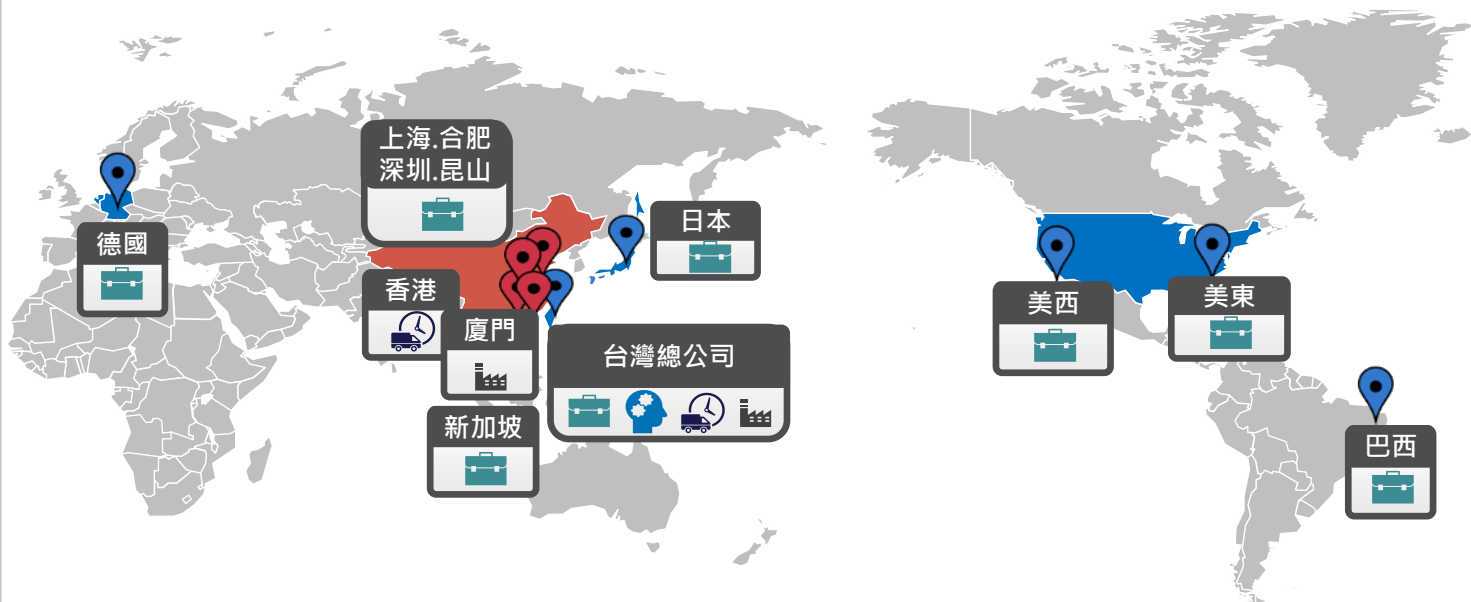 上海.合肥
深圳.昆山
德國
日本
香港
廈門
台灣總公司
新加坡
美西
美東
巴西